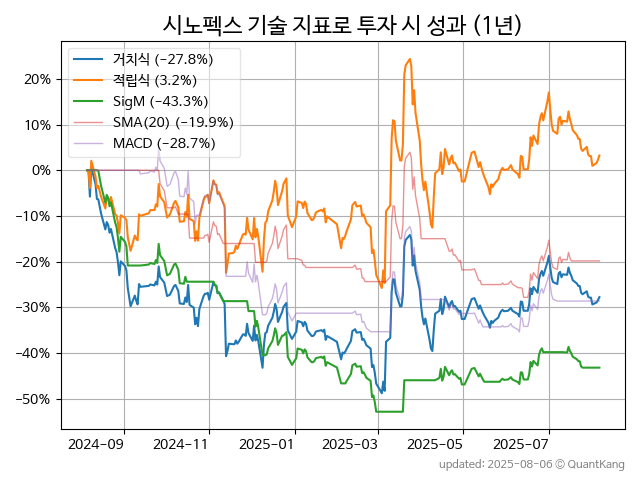 시노펙스 기술 지표로 투자 시 성과 (1년)
거치식 (−27.8%)
적립식 (3.2%)
SigM (−43.3%)
SMA(20) (−19.9%)
MACD (−28.7%)
20%
10%
0%
−10%
−20%
−30%
−40%
−50%
2024-09 2024-11 2025-01 2025-03 2025-05 2025-07
updated: 2025-08-06 © QuantKang